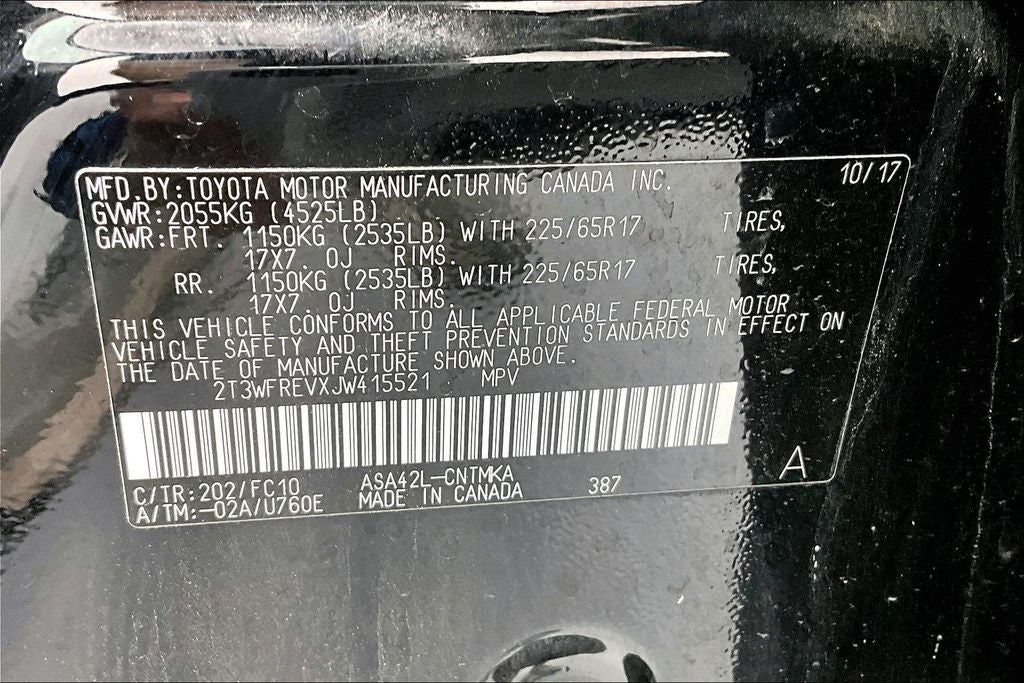 10/17
MFD.BY:TOYOTA MOTOR MANUFACTURING CANADA INC.
GVWR:2055KG (4525LB)
GAWR:FRT. 1150KG (2535LB) WITH 225/65R17 TIRES,
17X7.0J RIMS.
RR. 1150KG (2535LB) WITH 225/65R17 TIRES,
17X7.0J RIMS.
THIS VEHICLE CONFORMS TO ALL APPLICABLE FEDERAL MOTOR
VEHICLE SAFETY AND THEFT PREVENTION STANDARDS IN EFFECT ON
THE DATE OF MANUFACTURE SHOWN ABOVE.
2T3WFREVXJW415521 MPV
A
C/TR:202/FC10 ASA42L-CNTMKA 387
A/TM:-02A/U760E MADE IN CANADA